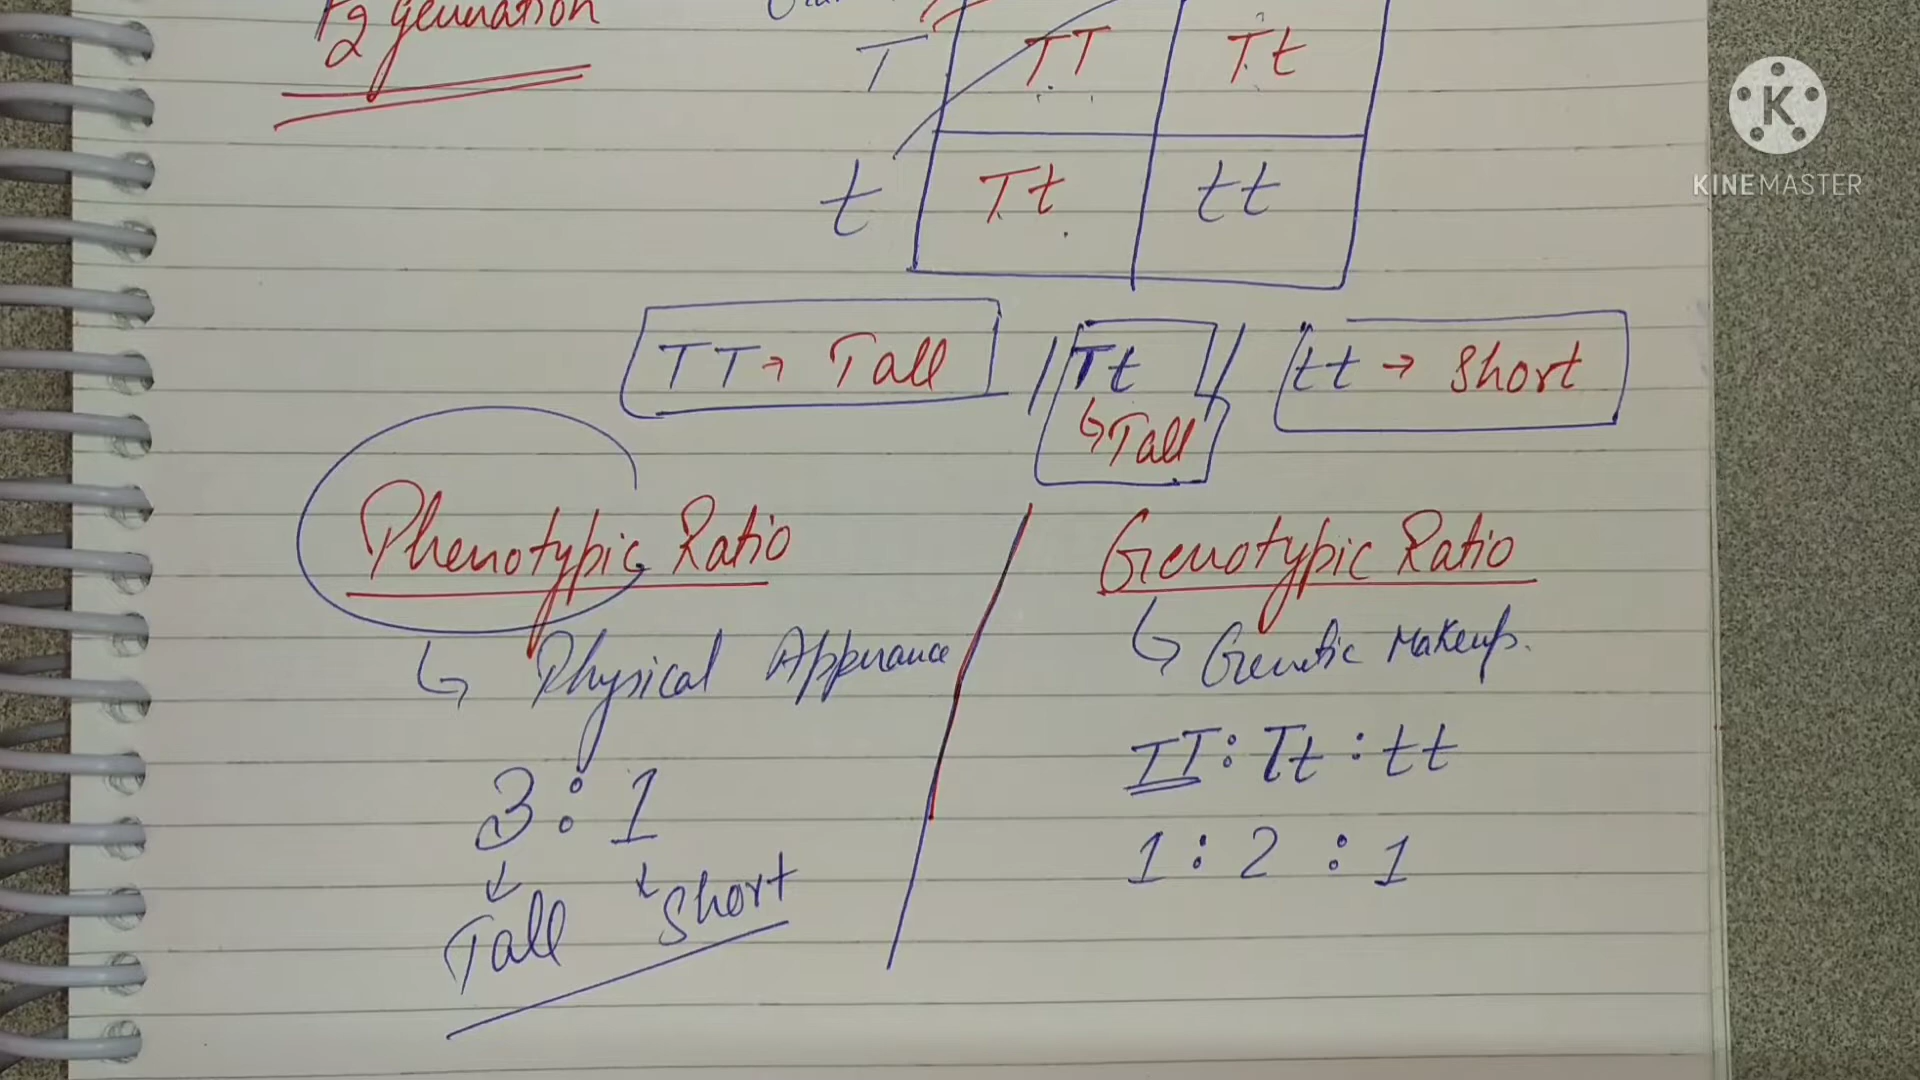 F2 generation
T TT Tt
t Tt tt
TT → Tall / Tt / tt → Short
↳ Tall
Phenotypic Ratio
Genotypic Ratio
↳ Physical Apperance
↳ Genetic Makeup.
TT : Tt : tt
3 : 1
1 : 2 : 1
Tall Short
K
KINEMASTER